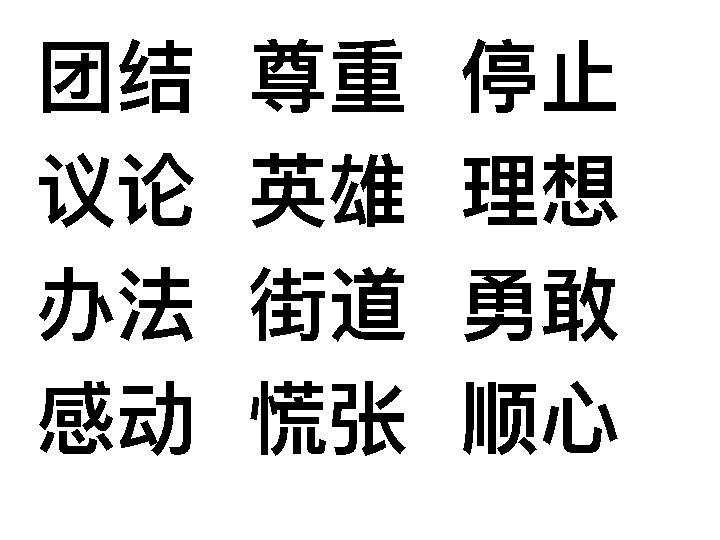 团结 尊重 停止
议论 英雄 理想
办法 街道 勇敢
感动 慌张 顺心